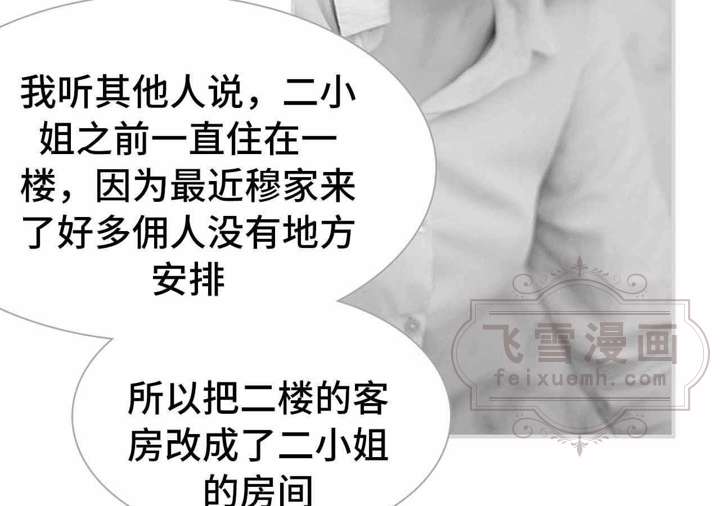 我听其他人说，二小
姐之前一直住在一
楼，因为最近穆家来
了好多佣人没有地方
安排
飞雪漫画
feixuemh.com
所以把二楼的客
房改成了二小姐
的房间